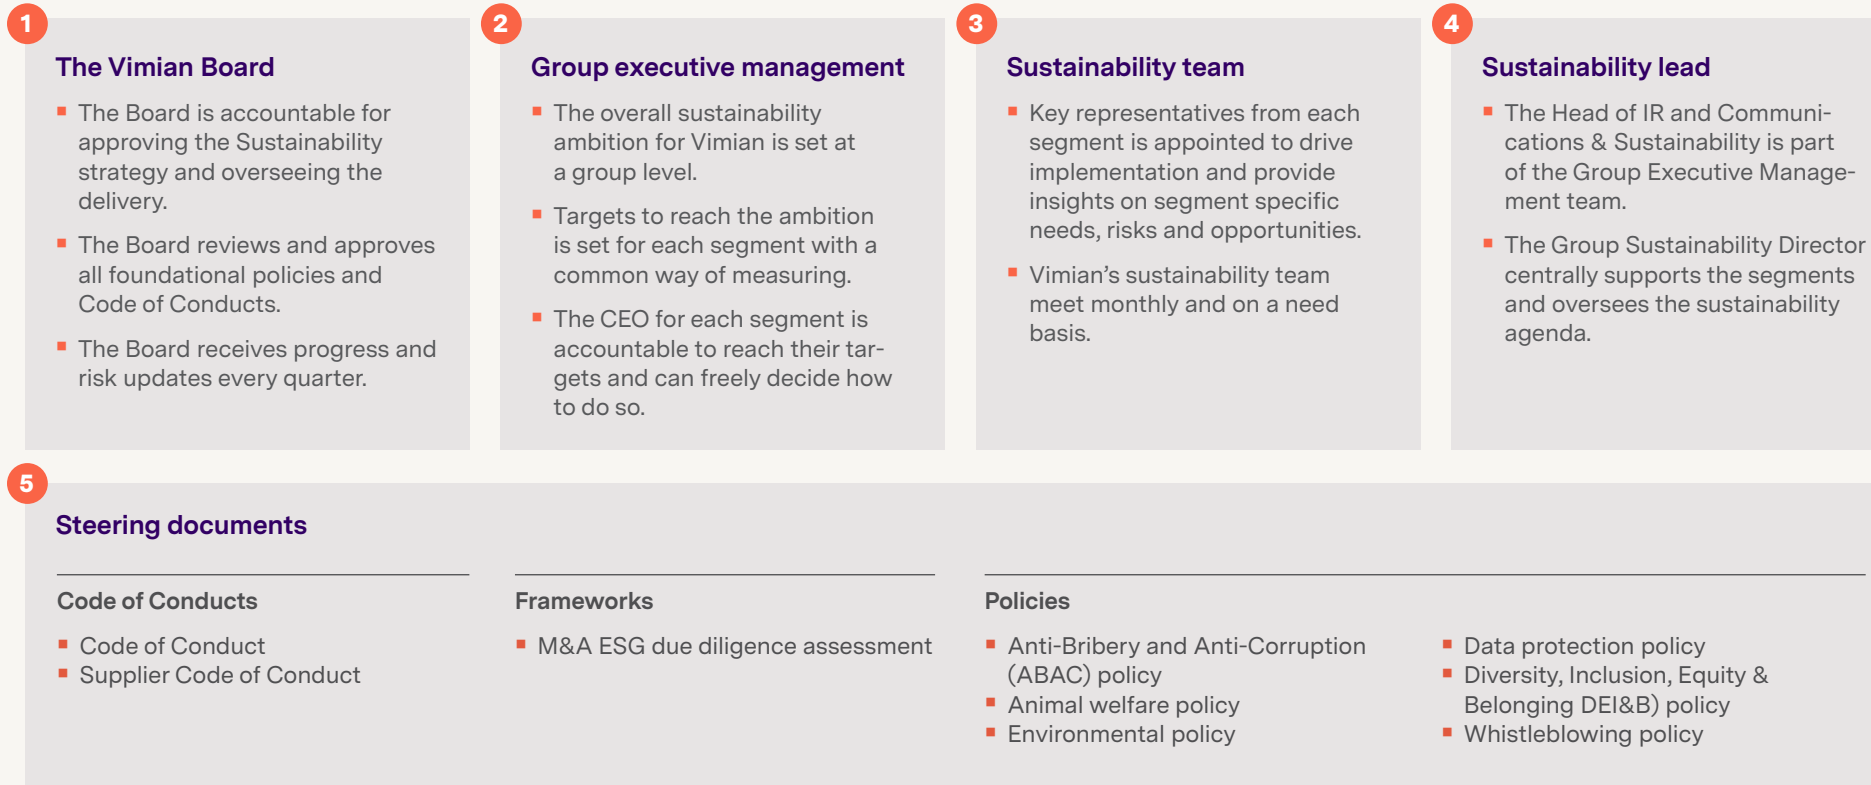 1
The Vimian Board
▪ The Board is accountable for
approving the Sustainability
strategy and overseeing the
delivery.
▪ The Board reviews and approves
all foundational policies and
Code of Conducts.
▪ The Board receives progress and
risk updates every quarter.
2
Group executive management
▪ The overall sustainability
ambition for Vimian is set at
a group level.
▪ Targets to reach the ambition
is set for each segment with a
common way of measuring.
▪ The CEO for each segment is
accountable to reach their tar-
gets and can freely decide how
to do so.
3
Sustainability team
▪ Key representatives from each
segment is appointed to drive
implementation and provide
insights on segment specific
needs, risks and opportunities.
▪ Vimian’s sustainability team
meet monthly and on a need
basis.
4
Sustainability lead
▪ The Head of IR and Communi-
cations & Sustainability is part
of the Group Executive Manage-
ment team.
▪ The Group Sustainability Director
centrally supports the segments
and oversees the sustainability
agenda.
5
Steering documents
Code of Conducts
▪ Code of Conduct
▪ Supplier Code of Conduct
Frameworks
▪ M&A ESG due diligence assessment
Policies
▪ Anti-Bribery and Anti-Corruption
(ABAC) policy
▪ Animal welfare policy
▪ Environmental policy
▪ Data protection policy
▪ Diversity, Inclusion, Equity &
Belonging DEI&B) policy
▪ Whistleblowing policy